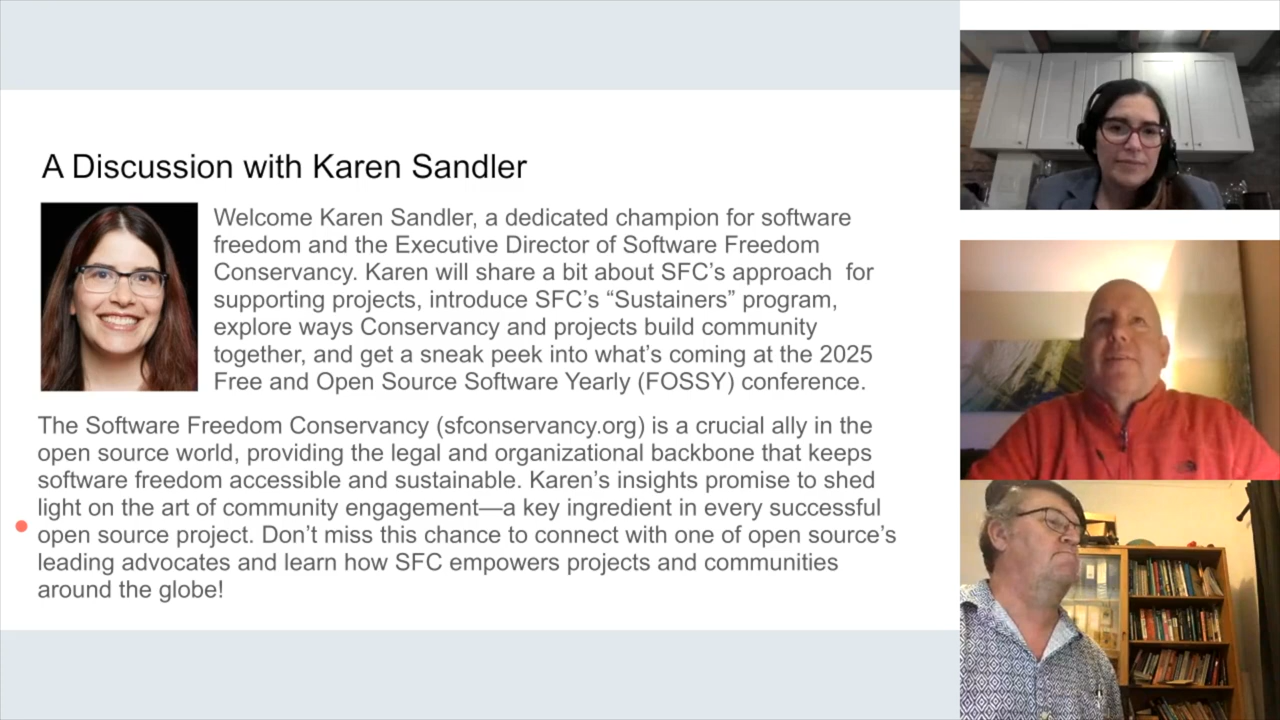 A Discussion with Karen Sandler
Welcome Karen Sandler, a dedicated champion for software
freedom and the Executive Director of Software Freedom
Conservancy. Karen will share a bit about SFC’s approach  for
supporting projects, introduce SFC’s “Sustainers” program,
explore ways Conservancy and projects build community
together, and get a sneak peek into what’s coming at the 2025
Free and Open Source Software Yearly (FOSSY) conference.
The Software Freedom Conservancy (sfconservancy.org) is a crucial ally in the
open source world, providing the legal and organizational backbone that keeps
software freedom accessible and sustainable. Karen’s insights promise to shed
light on the art of community engagement—a key ingredient in every successful
open source project. Don’t miss this chance to connect with one of open source’s
leading advocates and learn how SFC empowers projects and communities
around the globe!